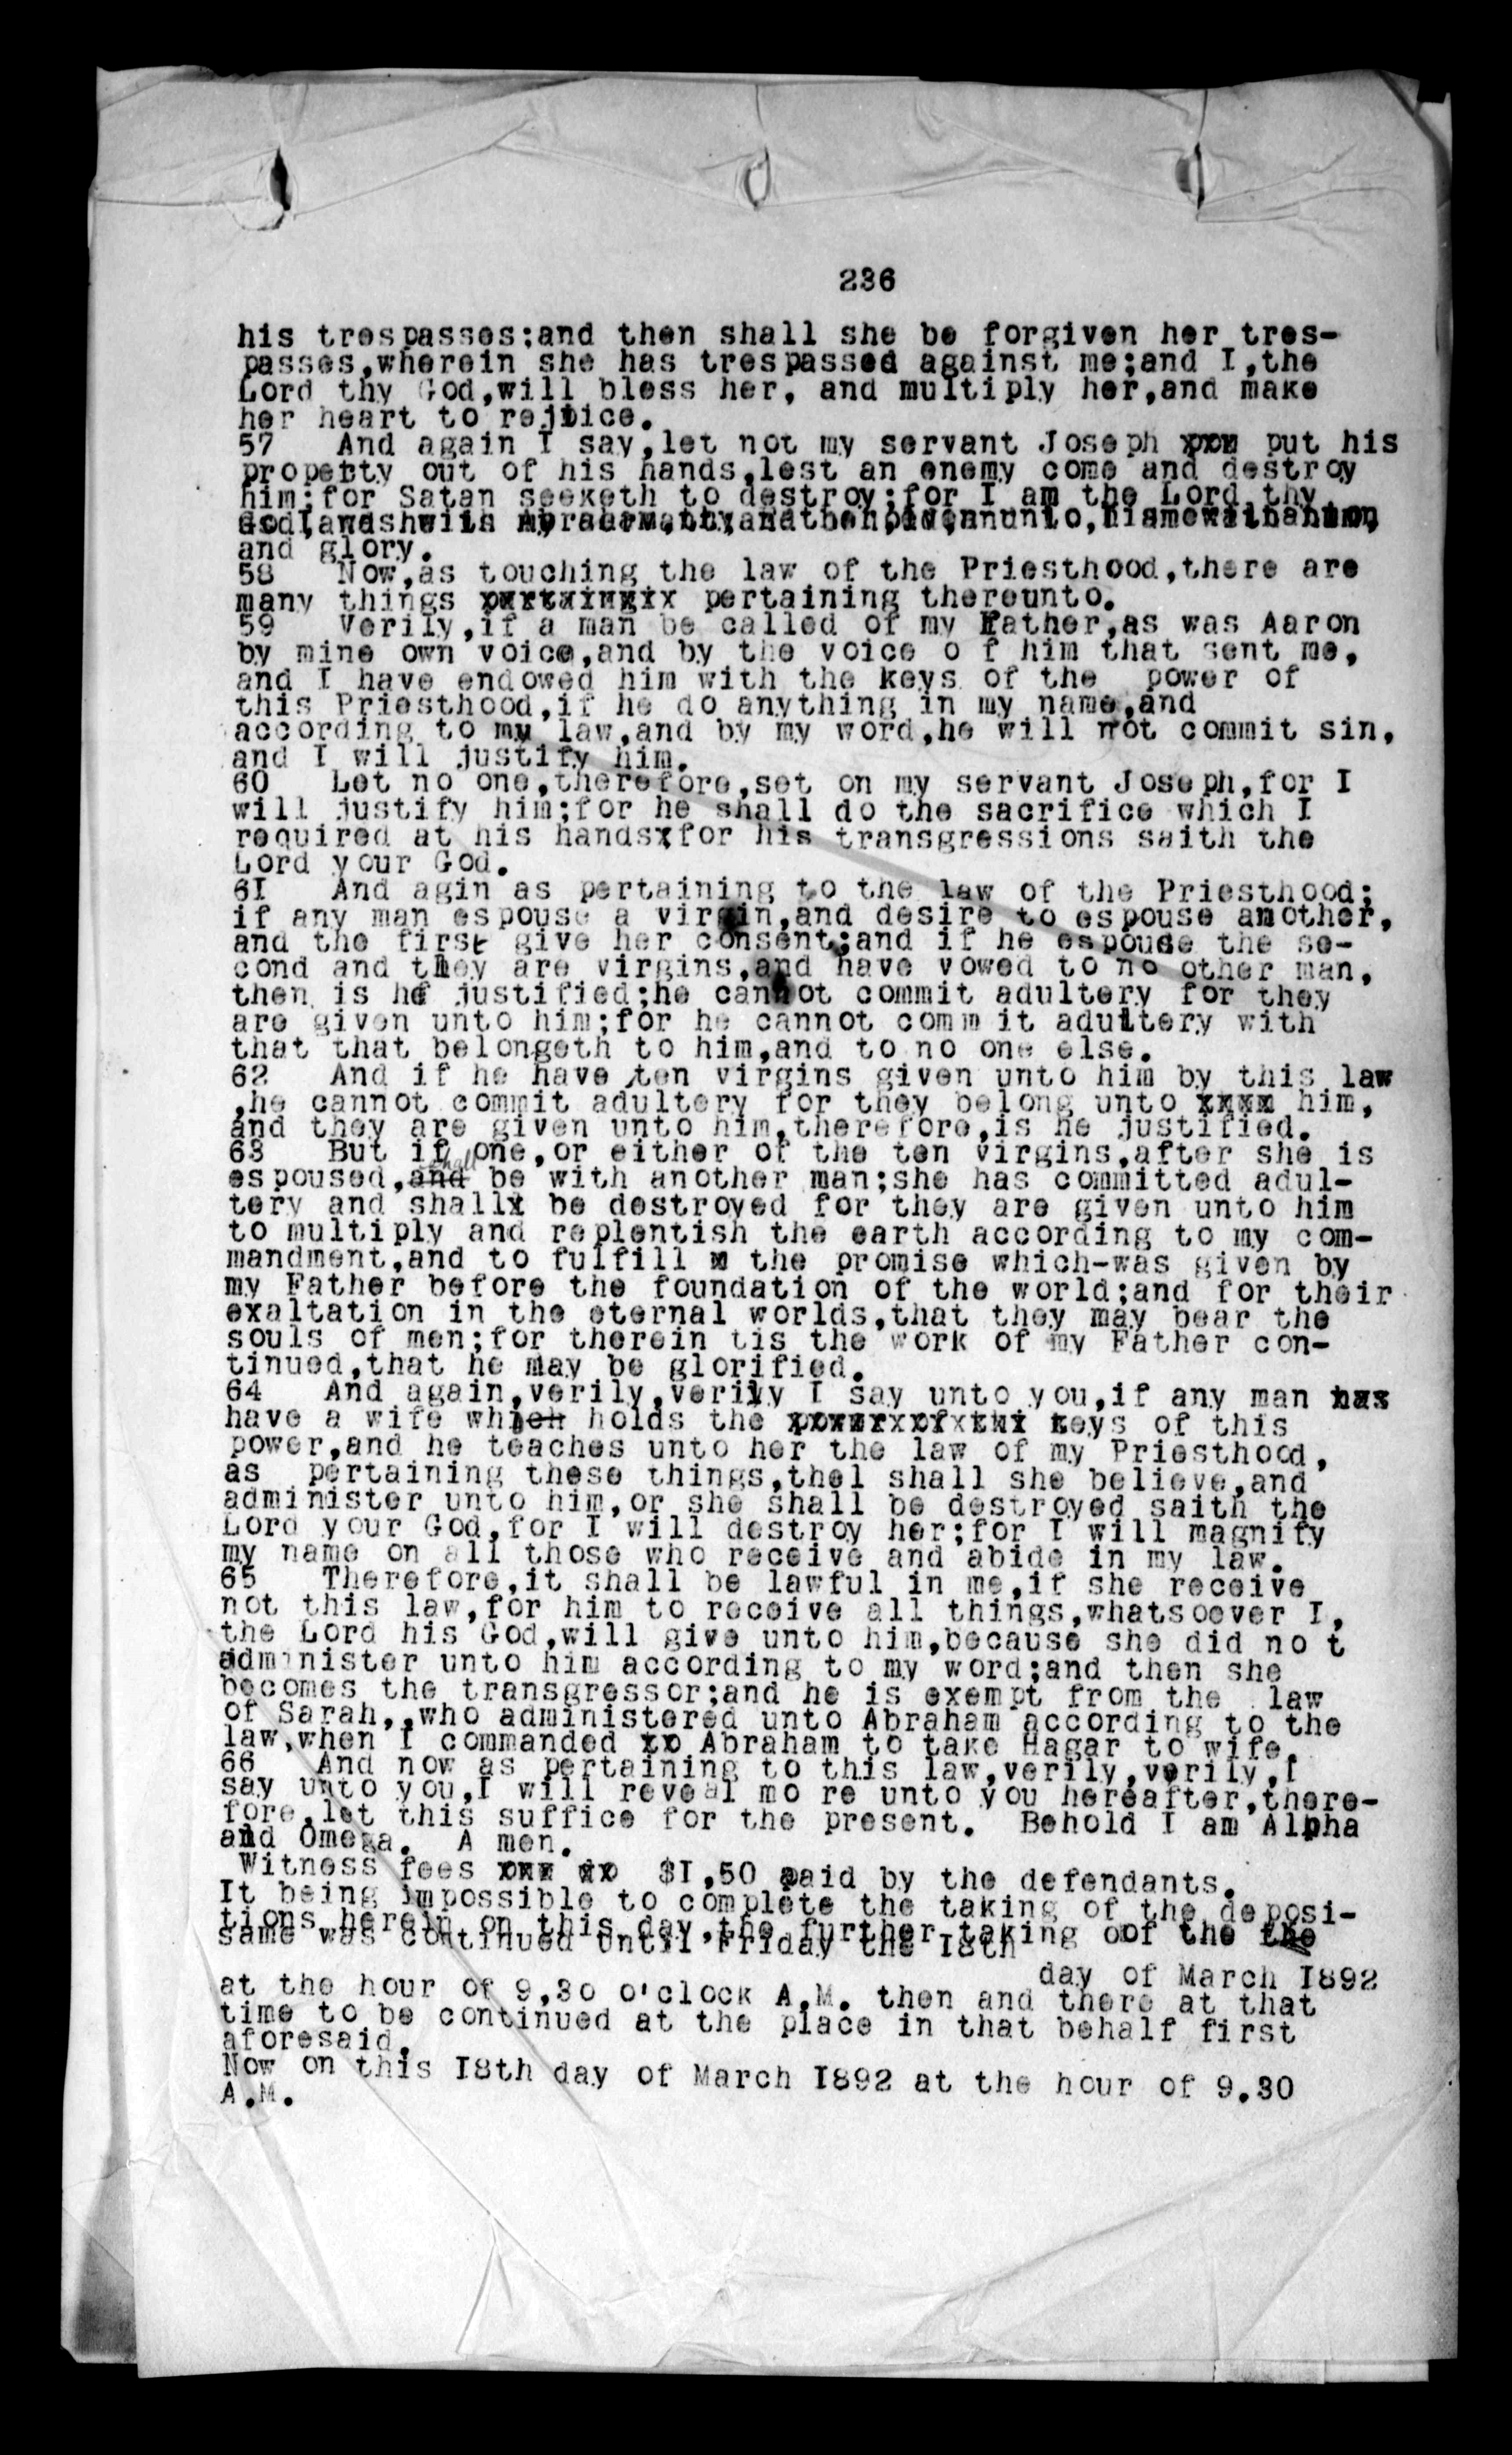 236
his trespasses;and then shall she be forgiven her tres-
passes,wherein she has trespassed against me;and I,the
Lord thy God,will bless her, and multiply her,and make
her heart to rejoice.
57 And again I say,let not my servant Joseph xxx put his
propetty out of his hands,lest an enemy come and destroy
him;for Satan seeketh to destroy;for I am the Lord thy
and glory.
58 Now,as touching the law of the Priesthood,there are
many things pertaining thereunto.
59 Verily,if a man be called of my Father,as was Aaron
by mine own voice,and by the voice o f him that sent me,
and I have endowed him with the keys of the power of
this Priesthood,if he do anything in my name,and
according to my law,and by my word,he will not commit sin,
and I will justify him.
60 Let no one,therefore,set on my servant Joseph,for I
will justify him;for he shall do the sacrifice which I
required at his handsxfor his transgressions saith the
Lord your God.
61 And agin as pertaining to the law of the Priesthood;
if any man espouse a virgin,and desire to espouse another,
and the first give her consent;and if he espouse the se-
cond and they are virgins,and have vowed to no other man,
then is he justified;he cannot commit adultery for they
are given unto him;for he cannot comm it adultery with
that that belongeth to him,and to no one else.
62 And if he have ten virgins given unto him by this law
,he cannot commit adultery for they belong unto xxxx him,
and they are given unto him,therefore,is he justified.
63 But if one,or either of the ten virgins,after she is
espoused,and shall be with another man;she has committed adul-
tery and shallx be destroyed for they are given unto him
to multiply and replentish the earth according to my com-
mandment,and to fulfill x the promise which-was given by
my Father before the foundation of the world;and for their
exaltation in the eternal worlds,that they may bear the
souls of men;for therein tis the work of my Father con-
tinued,that he may be glorified.
64 And again,verily,verily I say unto you,if any man has
have a wife which holds the keys of this
power,and he teaches unto her the law of my Priesthood,
as pertaining these things,thel shall she believe,and
administer unto him,or she shall be destroyed saith the
Lord your God,for I will destroy her;for I will magnify
my name on all those who receive and abide in my law.
65 Therefore,it shall be lawful in me,if she receive
not this law,for him to receive all things,whatsoever I,
the Lord his God,will give unto him,because she did no t
administer unto him according to my word;and then she
becomes the transgressor;and he is exempt from the law
of Sarah,,who administered unto Abraham according to the
law,when I commanded xx Abraham to take Hagar to wife.
66 And now as pertaining to this law,verily,verily,I
say unto you,I will reveal mo re unto you hereafter,there-
fore,let this suffice for the present. Behold I am Alpha
and Omega. A men.
Witness fees xxx xx $I,50 paid by the defendants.
It being impossible to complete the taking of the deposi-
tions herein on this day,the further taking oof the the
same was continued until Friday the I8th
day of March I892
at the hour of 9,30 o'clock A.M. then and there at that
time to be continued at the place in that behalf first
aforesaid.
Now on this I8th day of March I892 at the hour of 9.30
A.M.